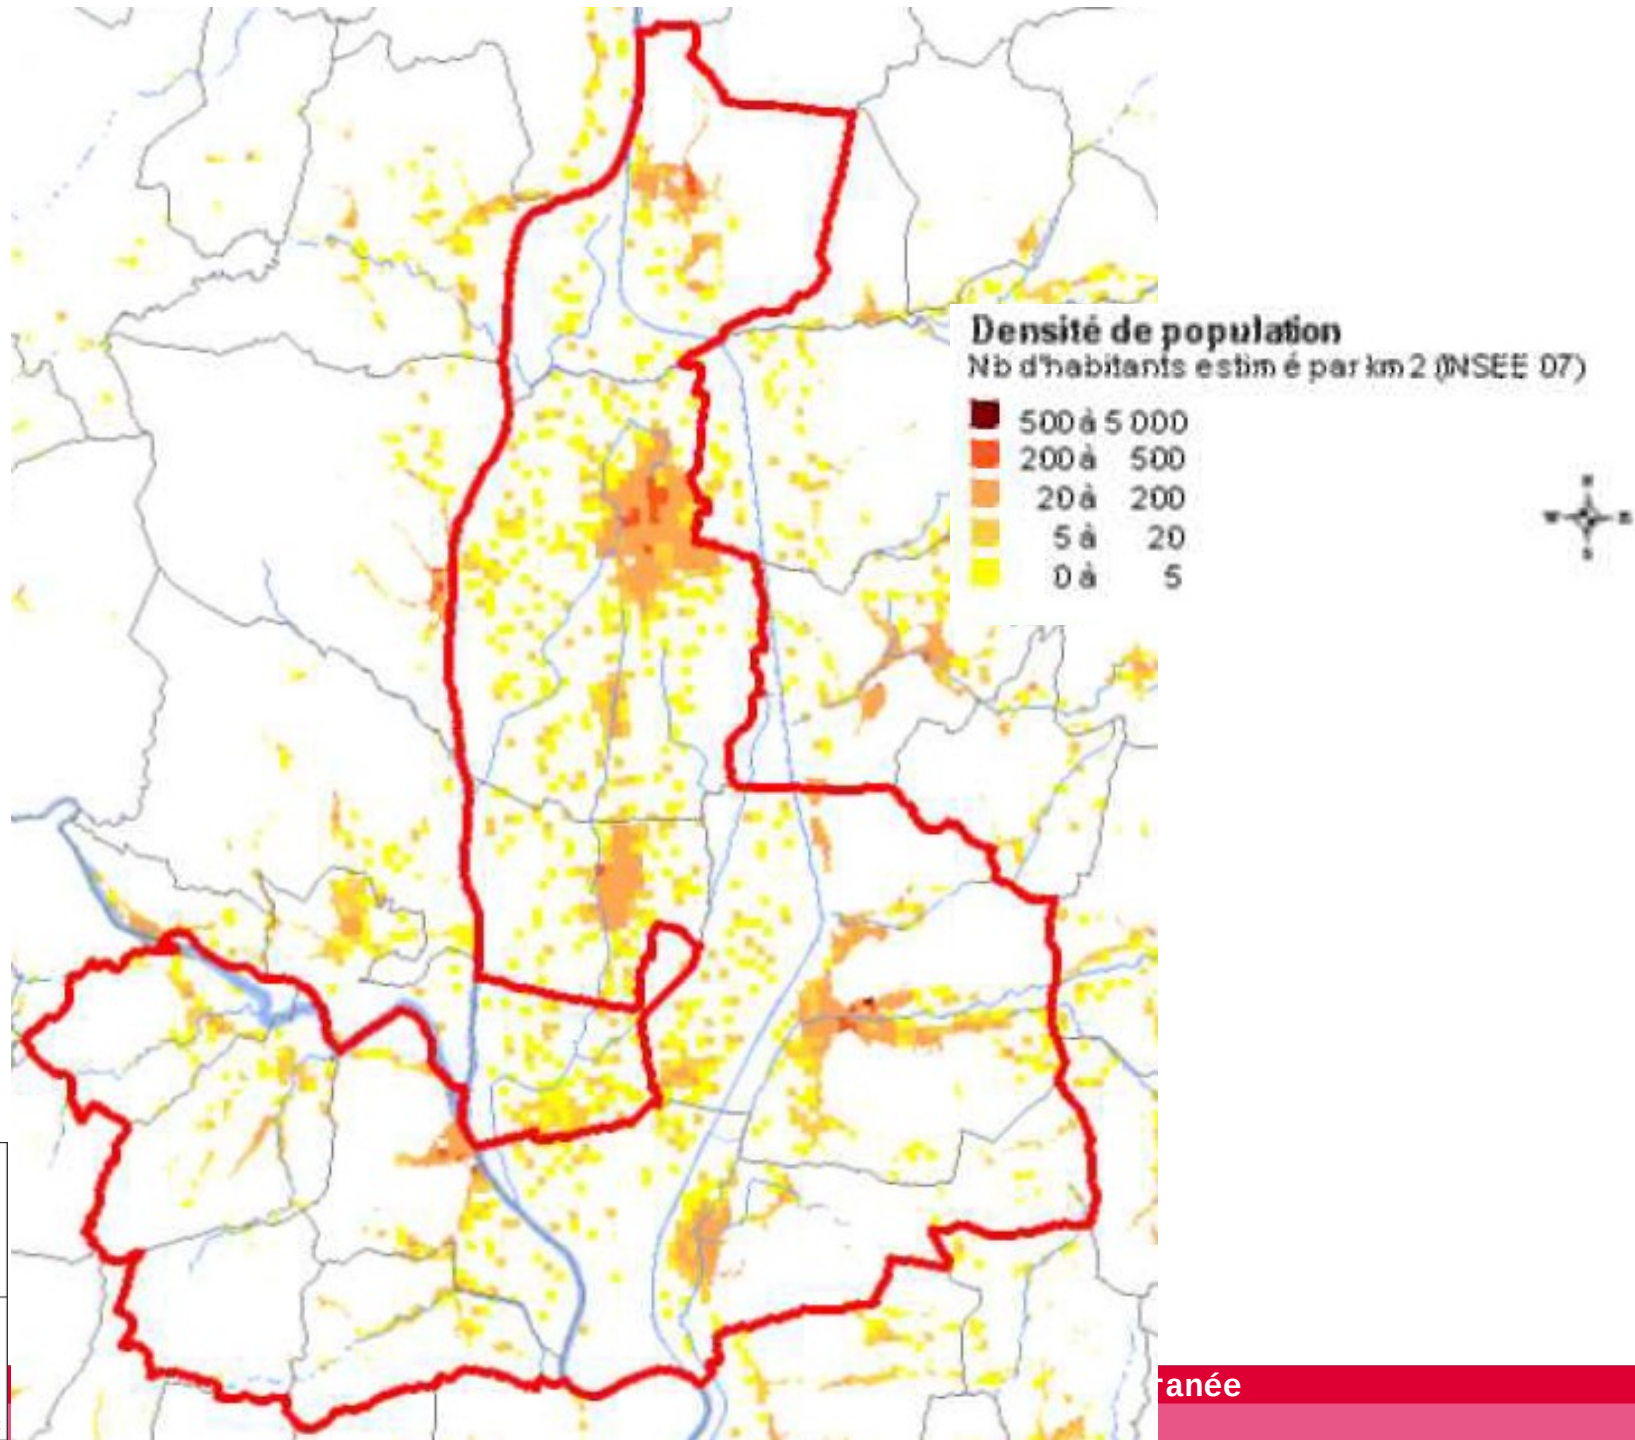 Densité de population
Nb d'habitants estimé par km2 (INSEE 07)
500 à 5 000
200 à 500
20 à 200
5 à 20
0 à 5
N
W E
S
ranée